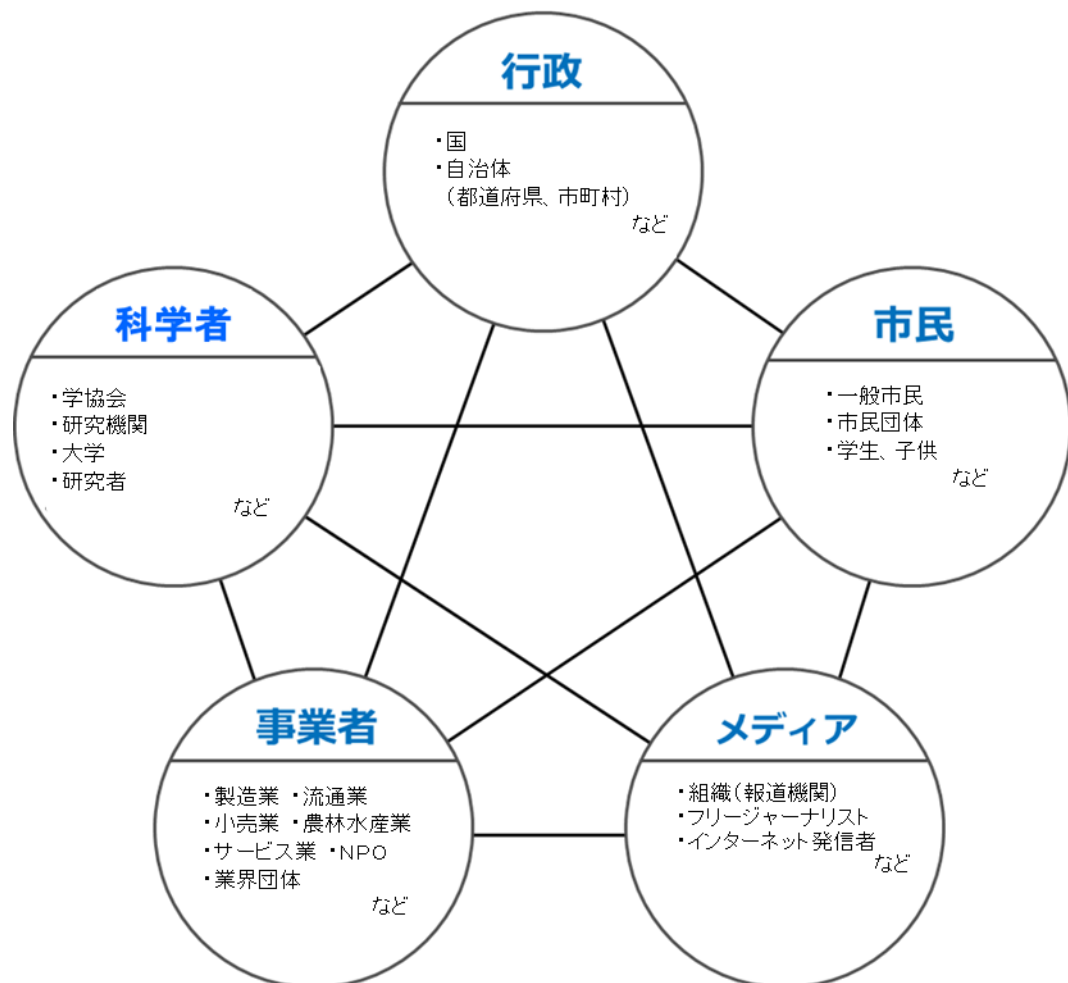 行政
・国
・自治体
（都道府県、市町村）
など
科学者
・学協会
・研究機関
・大学
・研究者
など
市民
・一般市民
・市民団体
・学生、子供
など
事業者
・製造業 ・流通業
・小売業 ・農林水産業
・サービス業 ・NPO
・業界団体
など
メディア
・組織（報道機関）
・フリージャーナリスト
・インターネット発信者
など